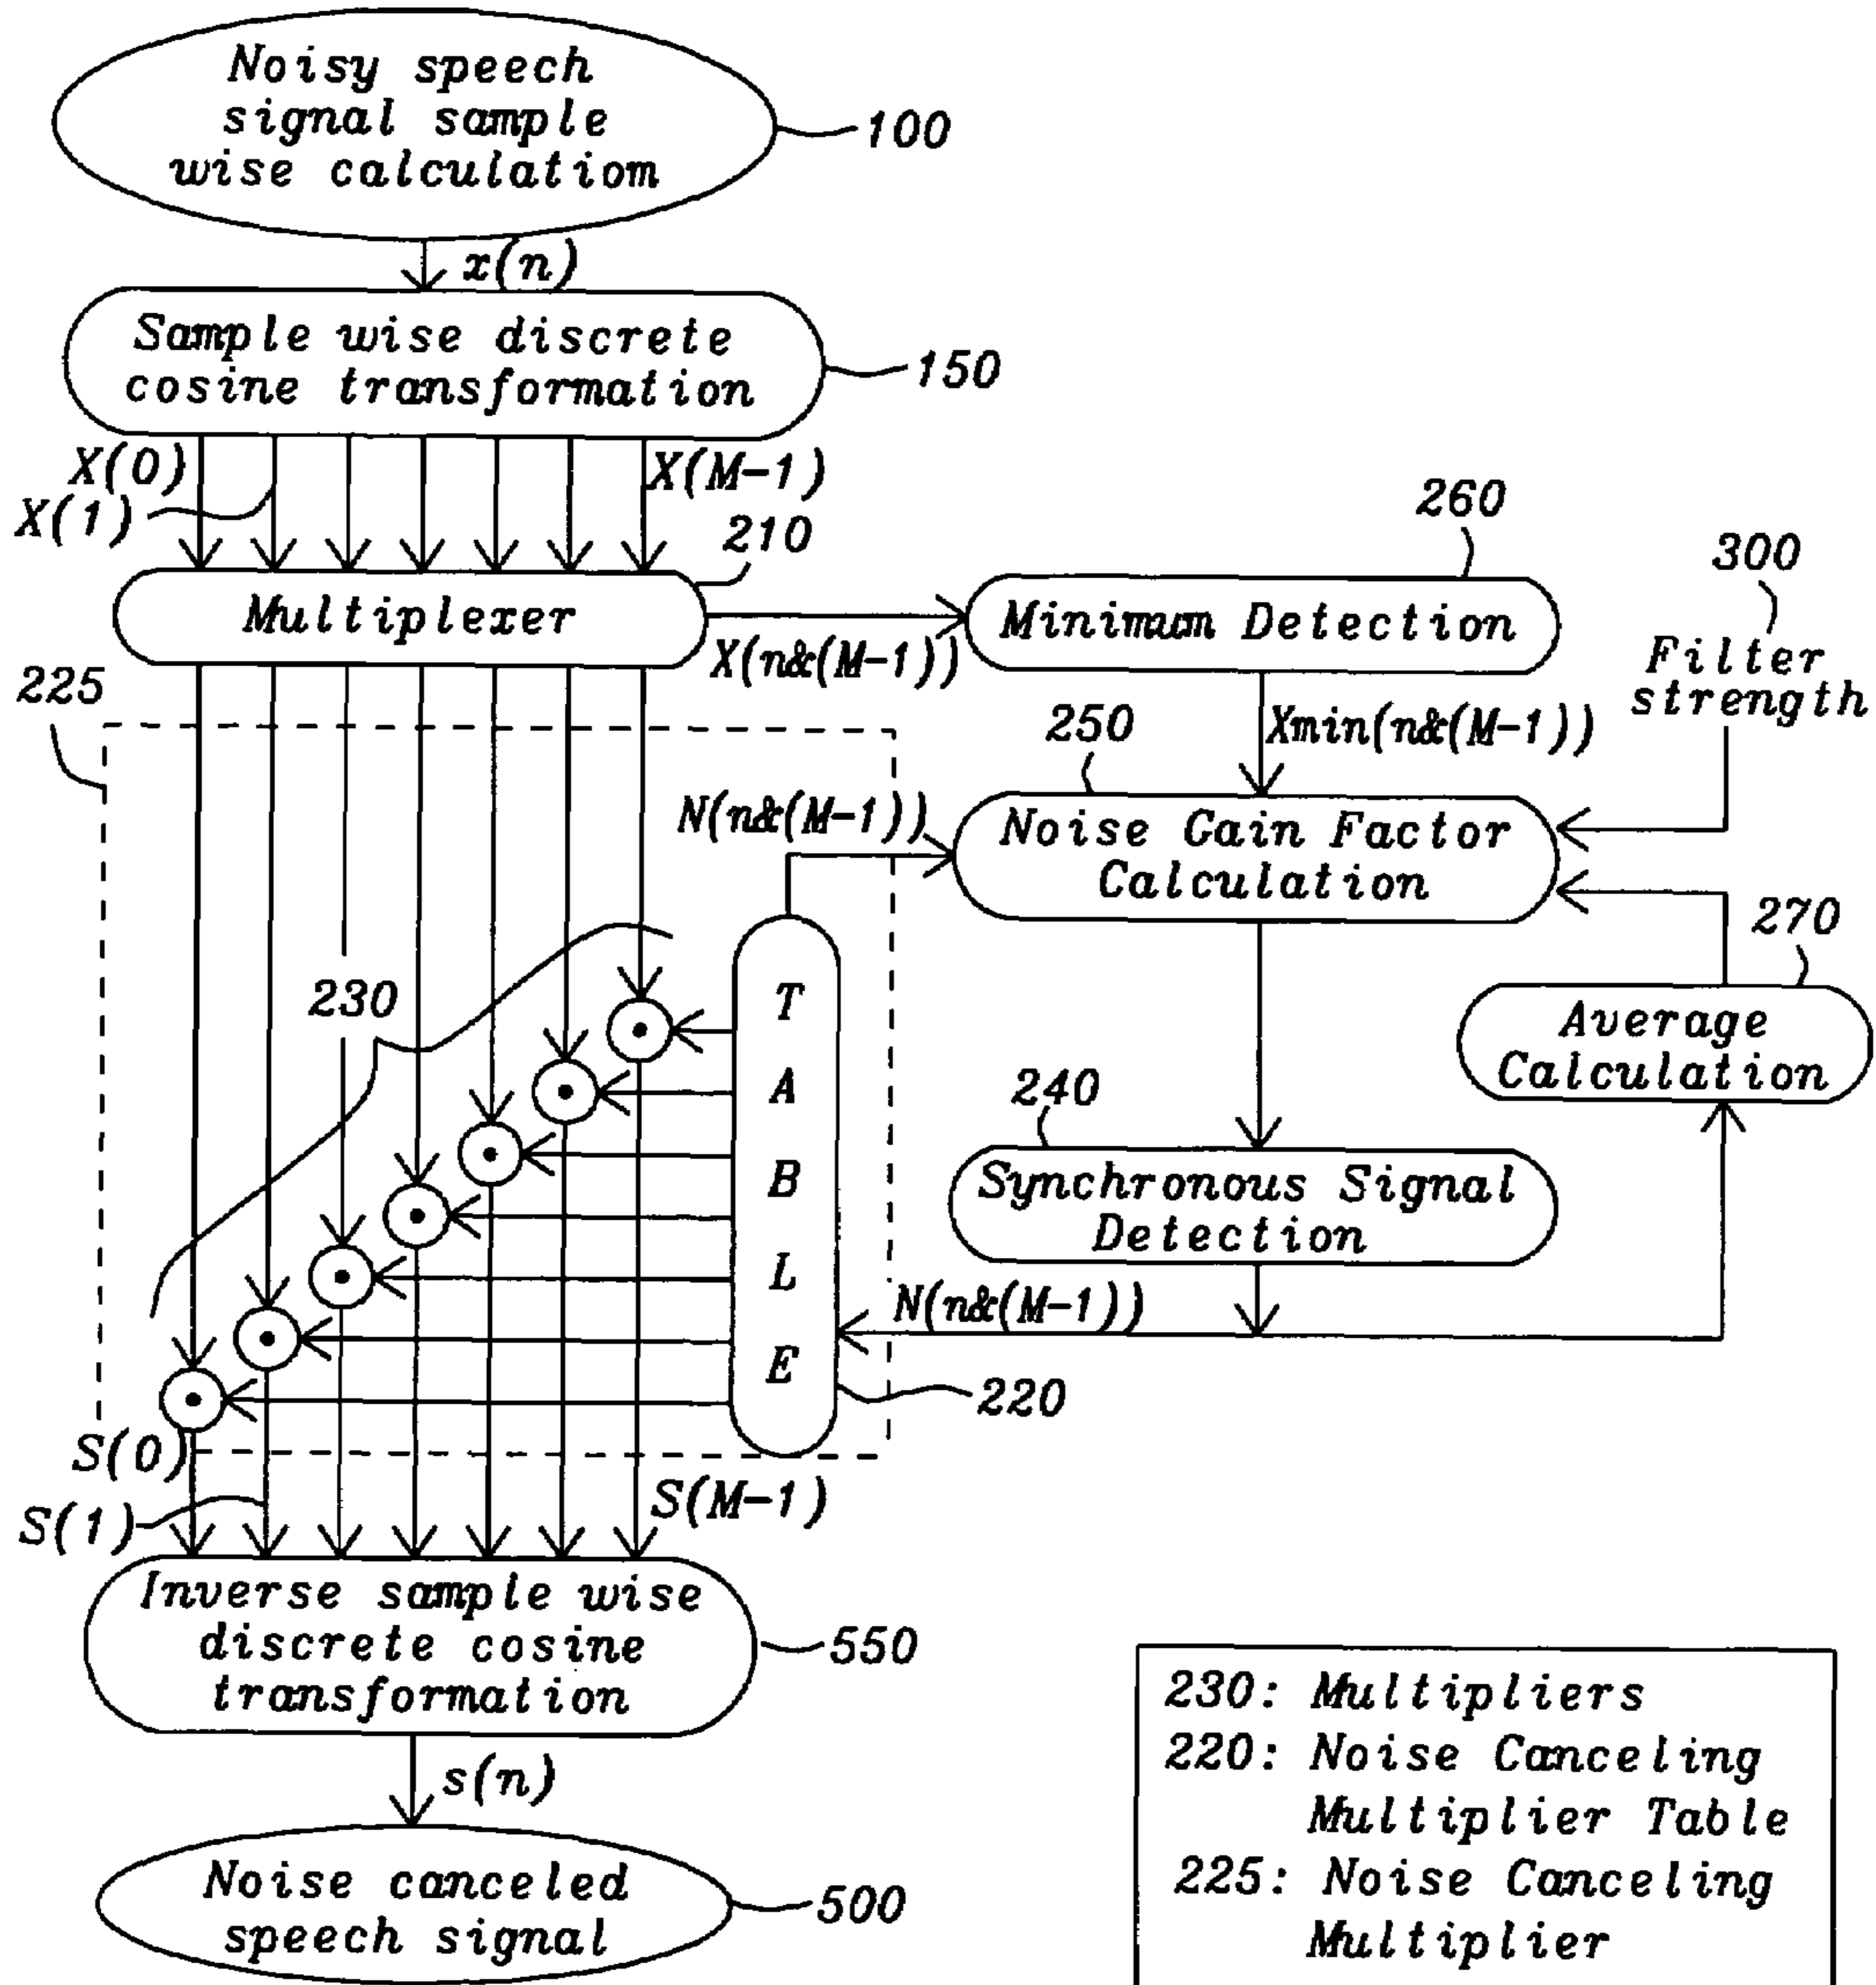 Noisy speech
signal sample
wise calculatiom
100
x(n)
Sample wise discrete
cosine transformation
150
X(0)
X(1)
X(M-1)
210
Multiplexer
X(n&(M-1))
260
Minimum Detection
300
Filter
strength
225
Xmin(n&(M-1))
250
N(n&(M-1))
Noise Gain Factor
Calculation
270
Average
Calculation
230
T
A
B
L
E
240
Synchronous Signal
Detection
N(n&(M-1))
220
S(0)
S(1)
S(M-1)
Inverse sample wise
discrete cosine
transformation
550
s(n)
Noise canceled
speech signal
500
230: Multipliers
220: Noise Canceling
Multiplier Table
225: Noise Canceling
Multiplier